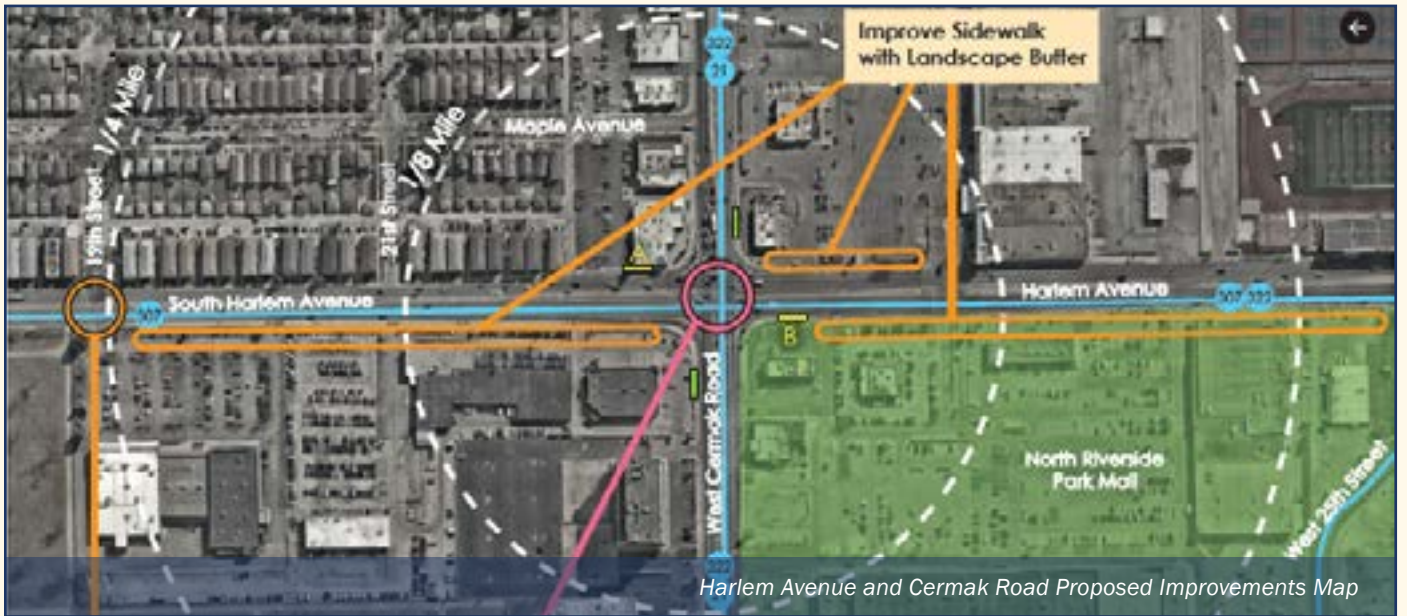 Improve Sidewalk
with Landscape Buffer
322
21
1/4 Mile
1/8 Mile
Maple Avenue
19th Street
21st Street
A
South Harlem Avenue
307
Harlem Avenue
307 322
B
West Cermak Road
North Riverside
Park Mall
West 25th Street
322
Harlem Avenue and Cermak Road Proposed Improvements Map